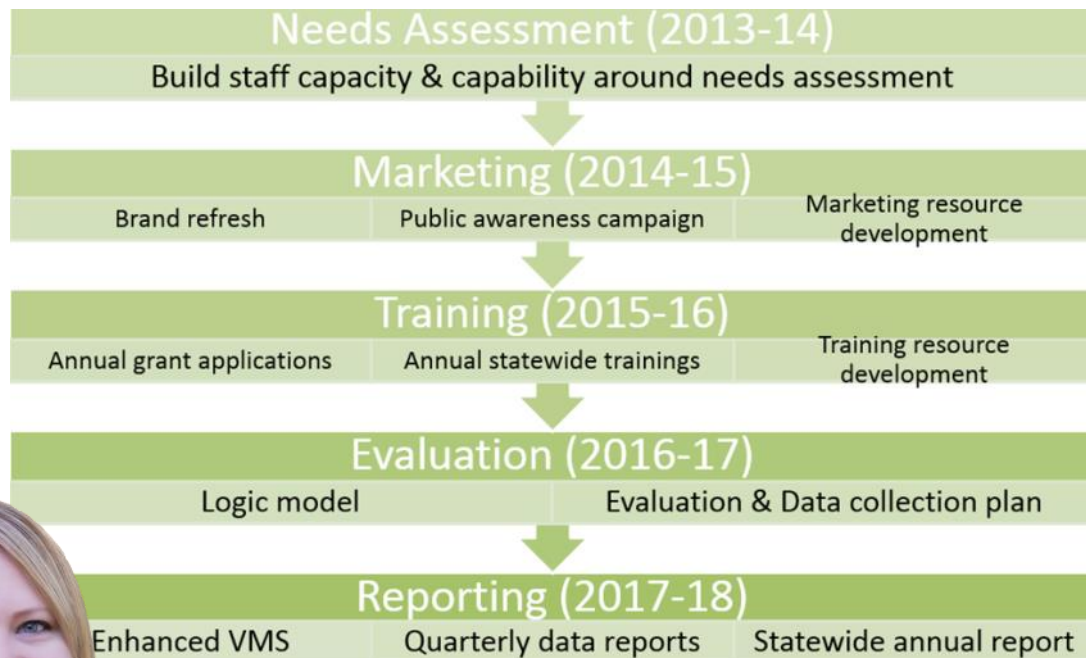 Needs Assessment (2013-14)
Build staff capacity & capability around needs assessment
Marketing (2014-15)
Brand refresh
Public awareness campaign
Marketing resource
development
Training (2015-16)
Annual grant applications
Annual statewide trainings
Training resource
development
Evaluation (2016-17)
Logic model
Evaluation & Data collection plan
Reporting (2017-18)
Enhanced VMS
Quarterly data reports
Statewide annual report